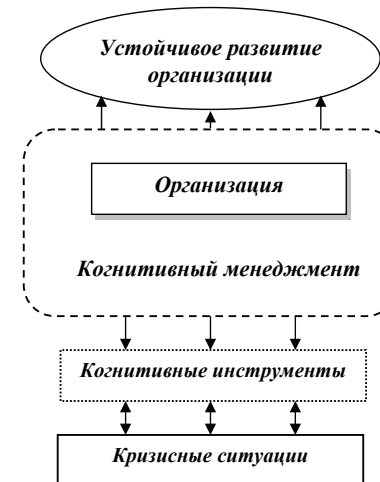 Устойчивое развитие
организации
Организация
Когнитивный менеджмент
Когнитивные инструменты
Кризисные ситуации